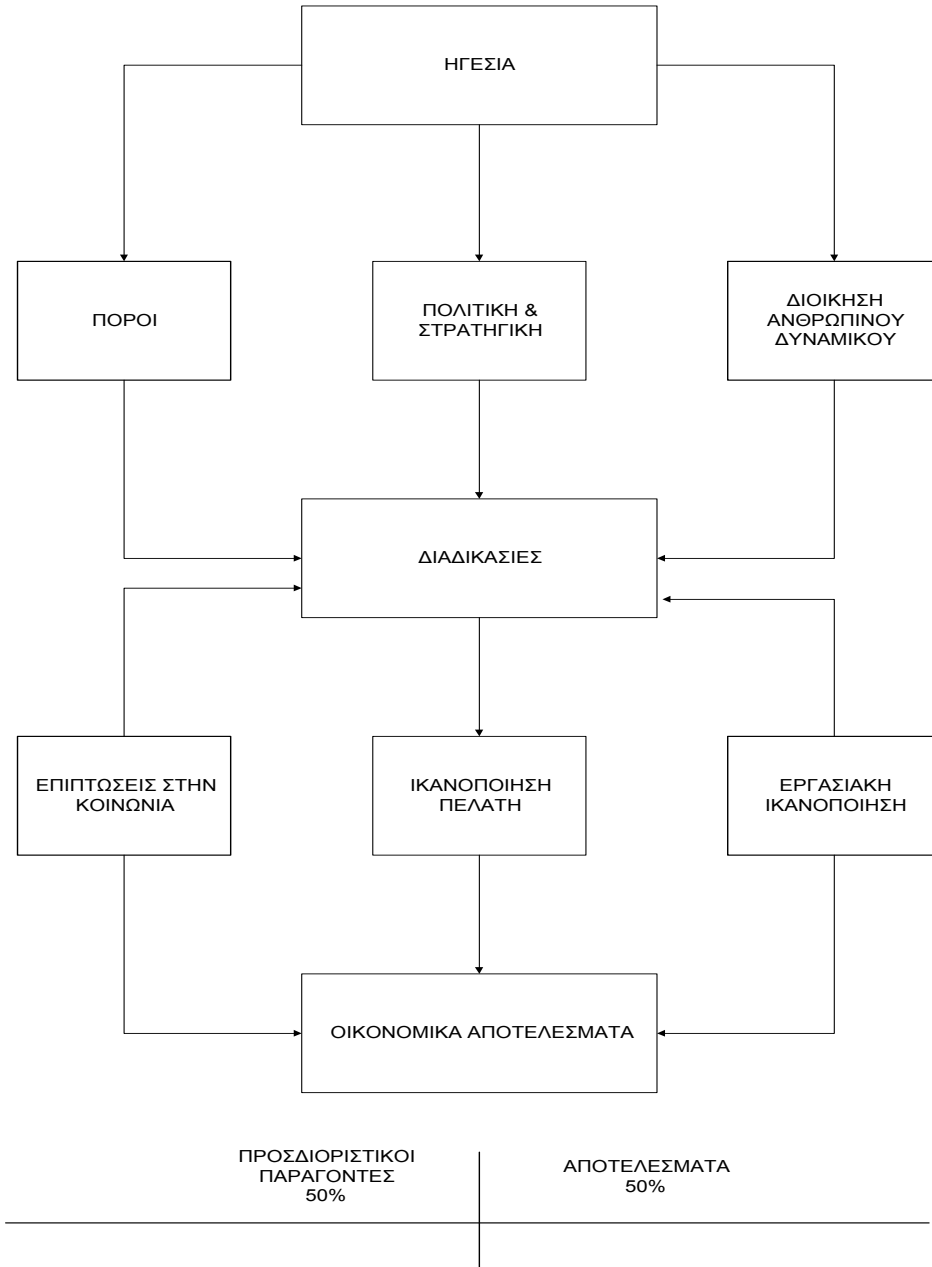 ΗΓΕΣΙΑ
ΠΟΡΟΙ
ΠΟΛΙΤΙΚΗ &
ΣΤΡΑΤΗΓΙΚΗ
ΔΙΟΙΚΗΣΗ
ΑΝΘΡΩΠΙΝΟΥ
ΔΥΝΑΜΙΚΟΥ
ΔΙΑΔΙΚΑΣΙΕΣ
ΕΠΙΠΤΩΣΕΙΣ ΣΤΗΝ
ΚΟΙΝΩΝΙΑ
ΙΚΑΝΟΠΟΙΗΣΗ
ΠΕΛΑΤΗ
ΕΡΓΑΣΙΑΚΗ
ΙΚΑΝΟΠΟΙΗΣΗ
ΟΙΚΟΝΟΜΙΚΑ ΑΠΟΤΕΛΕΣΜΑΤΑ
ΠΡΟΣΔΙΟΡΙΣΤΙΚΟΙ
ΠΑΡΑΓΟΝΤΕΣ
50%
ΑΠΟΤΕΛΕΣΜΑΤΑ
50%